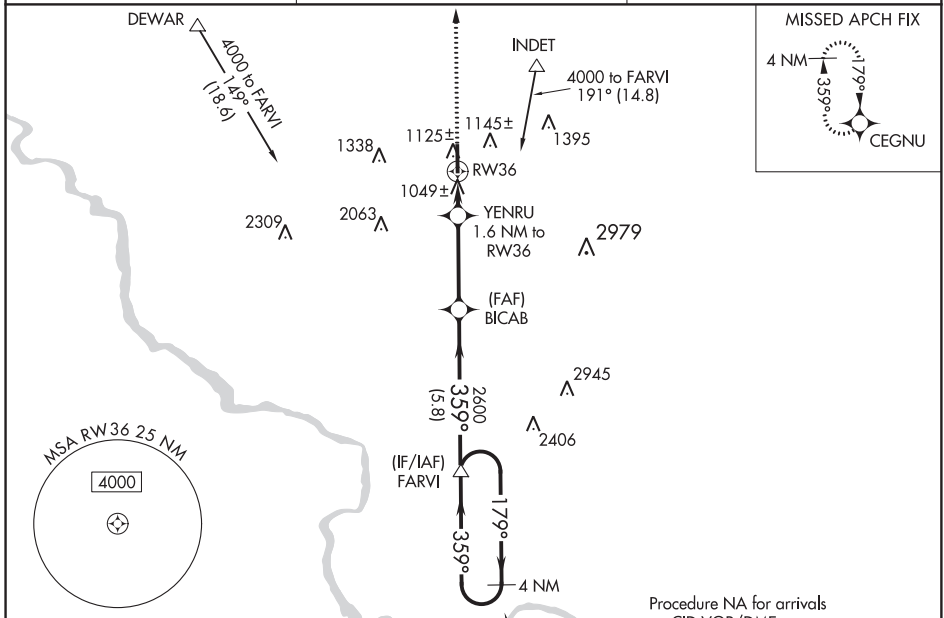 DEWAR
4000 to FARVI
149°
(18.6)
INDET
4000 to FARVI
191° (14.8)
MISSED APCH FIX
4 NM
359°
179°
CEGNU
1338
1125±
1145±
1395
RW36
1049±
2309
2063
YENRU
1.6 NM to
RW36
2979
(FAF)
BICAB
2600
359°
(5.8)
2945
2406
MSA RW36 25 NM
4000
(IF/IAF)
FARVI
179°
359°
4 NM
Procedure NA for arrivals